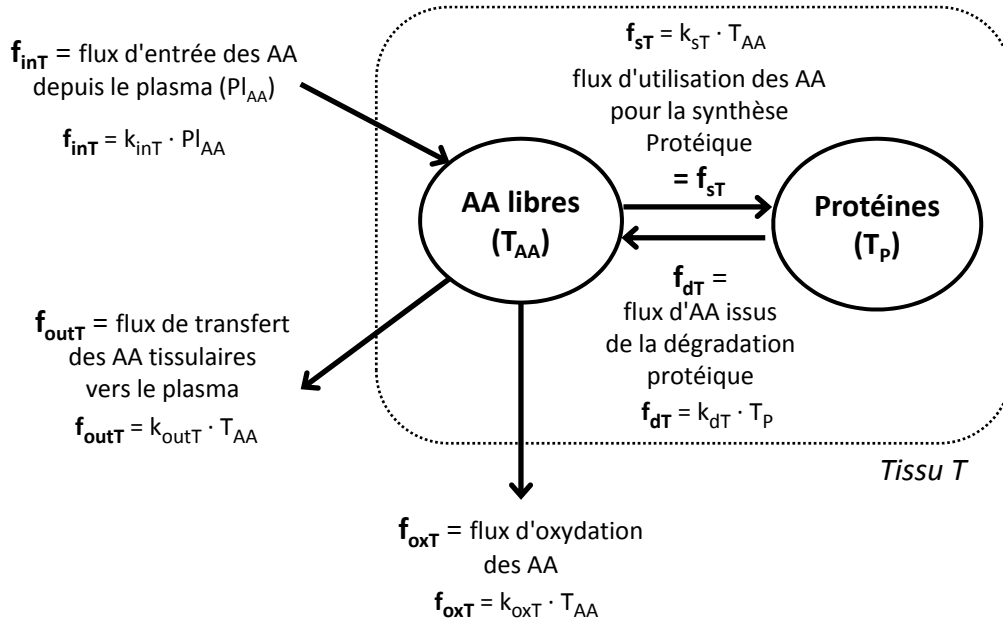 f_inT = flux d'entrée des AA
depuis le plasma (Pl_AA)
f_inT = k_inT · Pl_AA
f_sT = k_sT · T_AA
flux d'utilisation des AA
pour la synthèse
Protéique
= f_sT
AA libres
(T_AA)
Protéines
(T_P)
f_dT =
flux d'AA issus
de la dégradation
protéique
f_dT = k_dT · T_P
f_outT = flux de transfert
des AA tissulaires
vers le plasma
f_outT = k_outT · T_AA
Tissu T
f_oxT = flux d'oxydation
des AA
f_oxT = k_oxT · T_AA